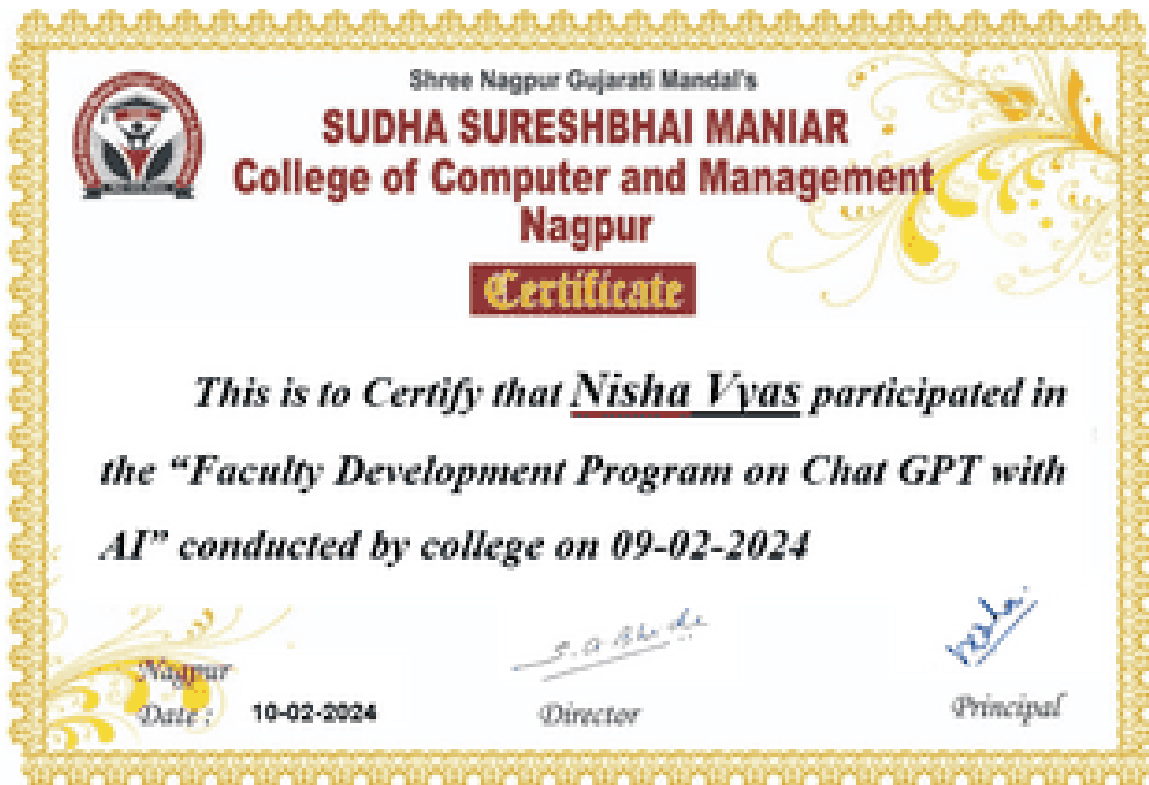 Shree Nagpur Gujarati Mandal's
SUDHA SURESHBHAI MANIAR
College of Computer and Management
Nagpur
Certificate
This is to Certify that Nisha Vyas participated in
the “Faculty Development Program on Chat GPT with
AI” conducted by college on 09-02-2024
Nagpur
Date : 10-02-2024
Director
Principal